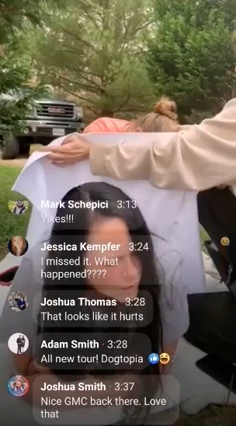 Mark Schepici · 3:13
Yikes!!!
Jessica Kempfer · 3:24
I missed it. What
happened????
Joshua Thomas · 3:28
That looks like it hurts
Adam Smith · 3:28
All new tour! Dogtopia 👍😂
Joshua Smith · 3:37
Nice GMC back there. Love
that